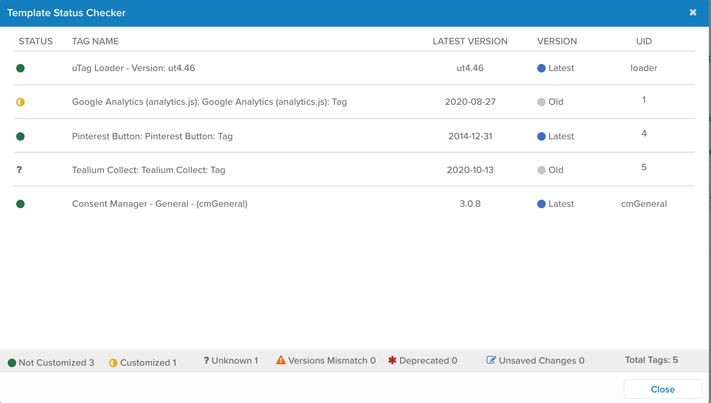 Template Status Checker
STATUS TAG NAME LATEST VERSION VERSION UID
uTag Loader - Version: ut4.46 ut4.46 Latest loader
Google Analytics (analytics.js): Google Analytics (analytics.js): Tag 2020-08-27 Old 1
Pinterest Button: Pinterest Button: Tag 2014-12-31 Latest 4
? Tealium Collect: Tealium Collect: Tag 2020-10-13 Old 5
Consent Manager - General - (cmGeneral) 3.0.8 Latest cmGeneral
Not Customized 3 Customized 1 ? Unknown 1 Versions Mismatch 0 Deprecated 0 Unsaved Changes 0 Total Tags: 5
Close